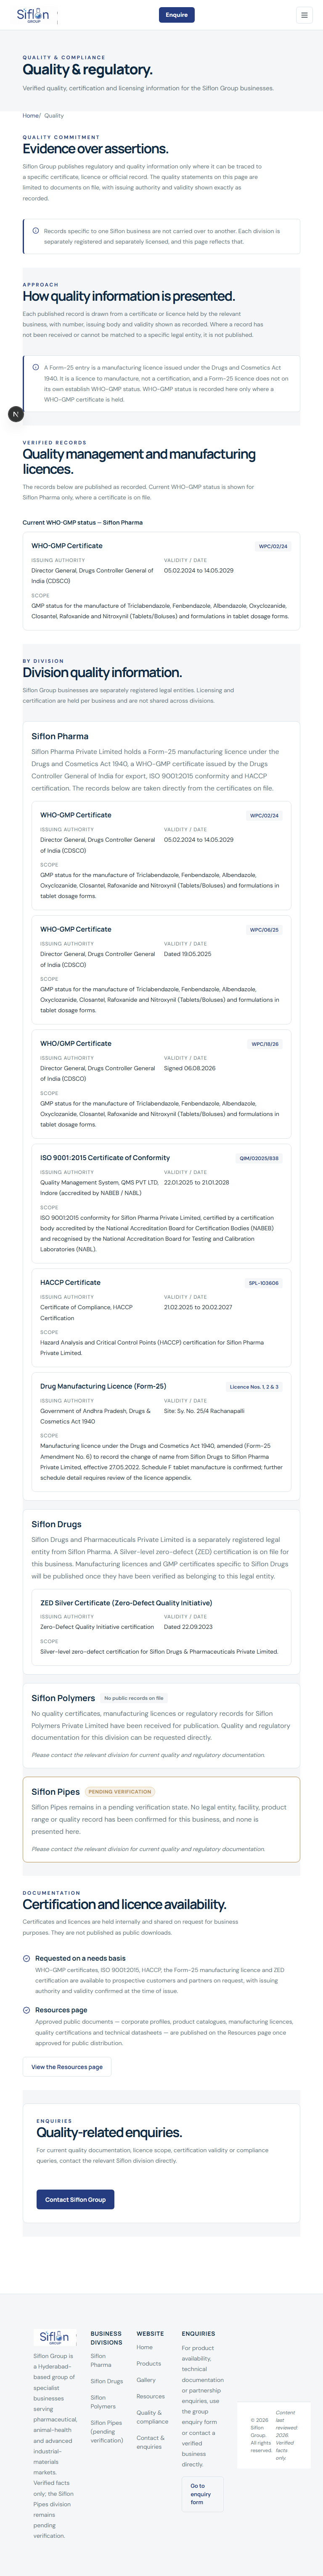 Siflon
GROUP
Enquire
QUALITY & COMPLIANCE
Quality & regulatory.
Verified quality, certification and licensing information for the Siflon Group businesses.
Home/ Quality
QUALITY COMMITMENT
Evidence over assertions.
Siflon Group publishes regulatory and quality information only where it can be traced to
a specific certificate, licence or official record. The quality statements on this page are
limited to documents on file, with issuing authority and validity shown exactly as
recorded.
Records specific to one Siflon business are not carried over to another. Each division is
separately registered and separately licensed, and this page reflects that.
APPROACH
How quality information is presented.
Each published record is drawn from a certificate or licence held by the relevant
business, with number, issuing body and validity shown as recorded. Where a record has
not been received or cannot be matched to a specific legal entity, it is not published.
A Form-25 entry is a manufacturing licence issued under the Drugs and Cosmetics Act
1940. It is a licence to manufacture, not a certification, and a Form-25 licence does not on
its own establish WHO-GMP status. WHO-GMP status is recorded here only where a
WHO-GMP certificate is held.
N
VERIFIED RECORDS
Quality management and manufacturing
licences.
The records below are published as recorded. Current WHO-GMP status is shown for
Siflon Pharma only, where a certificate is on file.
Current WHO-GMP status – Siflon Pharma
WHO-GMP Certificate
WPC/02/24
ISSUING AUTHORITY
VALIDITY / DATE
Director General, Drugs Controller General of
India (CDSCO)
05.02.2024 to 14.05.2029
SCOPE
GMP status for the manufacture of Triclabendazole, Fenbendazole, Albendazole, Oxyclozanide,
Closantel, Rafoxanide and Nitroxynil (Tablets/Boluses) and formulations in tablet dosage forms.
BY DIVISION
Division quality information.
Siflon Group businesses are separately registered legal entities. Licensing and
certification are held per business and are not shared across divisions.
Siflon Pharma
Siflon Pharma Private Limited holds a Form-25 manufacturing licence under the
Drugs and Cosmetics Act 1940, a WHO-GMP certificate issued by the Drugs
Controller General of India for export, ISO 9001:2015 conformity and HACCP
certification. The records below are taken directly from the certificates on file.
WHO-GMP Certificate
WPC/02/24
ISSUING AUTHORITY
VALIDITY / DATE
Director General, Drugs Controller General
of India (CDSCO)
05.02.2024 to 14.05.2029
SCOPE
GMP status for the manufacture of Triclabendazole, Fenbendazole, Albendazole,
Oxyclozanide, Closantel, Rafoxanide and Nitroxynil (Tablets/Boluses) and formulations in
tablet dosage forms.
WHO-GMP Certificate
WPC/06/25
ISSUING AUTHORITY
VALIDITY / DATE
Director General, Drugs Controller General
of India (CDSCO)
Dated 19.05.2025
SCOPE
GMP status for the manufacture of Triclabendazole, Fenbendazole, Albendazole,
Oxyclozanide, Closantel, Rafoxanide and Nitroxynil (Tablets/Boluses) and formulations in
tablet dosage forms.
WHO/GMP Certificate
WPC/19/26
ISSUING AUTHORITY
VALIDITY / DATE
Director General, Drugs Controller General
of India (CDSCO)
Signed 06.08.2026
SCOPE
GMP status for the manufacture of Triclabendazole, Fenbendazole, Albendazole,
Oxyclozanide, Closantel, Rafoxanide and Nitroxynil (Tablets/Boluses) and formulations in
tablet dosage forms.
ISO 9001:2015 Certificate of Conformity
QIM/02025/938
ISSUING AUTHORITY
VALIDITY / DATE
Quality Management System, QMS PVT LTD,
Indore (accredited by NABEB / NABL)
22.01.2025 to 21.01.2028
SCOPE
ISO 9001:2015 conformity for Siflon Pharma Private Limited, certified by a certification
body accredited by the National Accreditation Board for Certification Bodies (NABEB)
and recognised by the National Accreditation Board for Testing and Calibration
Laboratories (NABL).
HACCP Certificate
SPL-103606
ISSUING AUTHORITY
VALIDITY / DATE
Certificate of Compliance, HACCP
Certification
21.02.2025 to 20.02.2027
SCOPE
Hazard Analysis and Critical Control Points (HACCP) certification for Siflon Pharma
Private Limited.
Drug Manufacturing Licence (Form-25)
Licence Nos. 1, 2 & 3
ISSUING AUTHORITY
VALIDITY / DATE
Government of Andhra Pradesh, Drugs &
Cosmetics Act 1940
Site: Sy. No. 25/4 Rachanapalli
SCOPE
Manufacturing licence under the Drugs and Cosmetics Act 1940, amended (Form-25
Amendment No. 6) to record the change of name from Siflon Drugs to Siflon Pharma
Private Limited, effective 27.05.2022. Schedule F tablet manufacture is confirmed; further
schedule detail requires review of the licence appendix.
Siflon Drugs
Siflon Drugs and Pharmaceuticals Private Limited is a separately registered legal
entity from Siflon Pharma. A Silver-level zero-defect (ZED) certification is on file for
this business. Manufacturing licences and GMP certificates specific to Siflon Drugs
will be published once they have been verified as belonging to this legal entity.
ZED Silver Certificate (Zero-Defect Quality Initiative)
ISSUING AUTHORITY
VALIDITY / DATE
Zero-Defect Quality Initiative certification
Dated 22.09.2023
SCOPE
Silver-level zero-defect certification for Siflon Drugs & Pharmaceuticals Private Limited.
Siflon Polymers
No public records on file
No quality certificates, manufacturing licences or regulatory records for Siflon
Polymers Private Limited have been received for publication. Quality and regulatory
documentation for this division can be requested directly.
Please contact the relevant division for current quality and regulatory documentation.
Siflon Pipes
PENDING VERIFICATION
Siflon Pipes remains in a pending verification state. No legal entity, facility, product
range or quality record has been confirmed for this business, and none is
presented here.
Please contact the relevant division for current quality and regulatory documentation.
DOCUMENTATION
Certification and licence availability.
Certificates and licences are held internally and shared on request for business
purposes. They are not published as public downloads.
Requested on a needs basis
WHO-GMP certificates, ISO 9001:2015, HACCP, the Form-25 manufacturing licence and ZED
certification are available to prospective customers and partners on request, with issuing
authority and validity confirmed at the time of issue.
Resources page
Approved public documents — corporate profiles, product catalogues, manufacturing licences,
quality certifications and technical datasheets — are published on the Resources page once
approved for public distribution.
View the Resources page
ENQUIRIES
Quality-related enquiries.
For current quality documentation, licence scope, certification validity or compliance
queries, contact the relevant Siflon division directly.
Contact Siflon Group
Siflon
GROUP
Siflon Group is
a Hyderabad-
based group of
specialist
businesses
serving
pharmaceutical,
animal-health
and advanced
industrial-
materials
markets.
Verified facts
only; the Siflon
Pipes division
remains
pending
verification.
BUSINESS
DIVISIONS
Siflon
Pharma
Siflon Drugs
Siflon
Polymers
Siflon Pipes
(pending
verification)
WEBSITE
Home
Products
Gallery
Resources
Quality &
compliance
Contact &
enquiries
ENQUIRIES
For product
availability,
technical
documentation
or partnership
enquiries, use
the group
enquiry form
or contact a
verified
business
directly.
Go to
enquiry
form
© 2026
Siflon
Group.
All rights
reserved.
Content
last
reviewed:
2026.
Verified
facts
only.